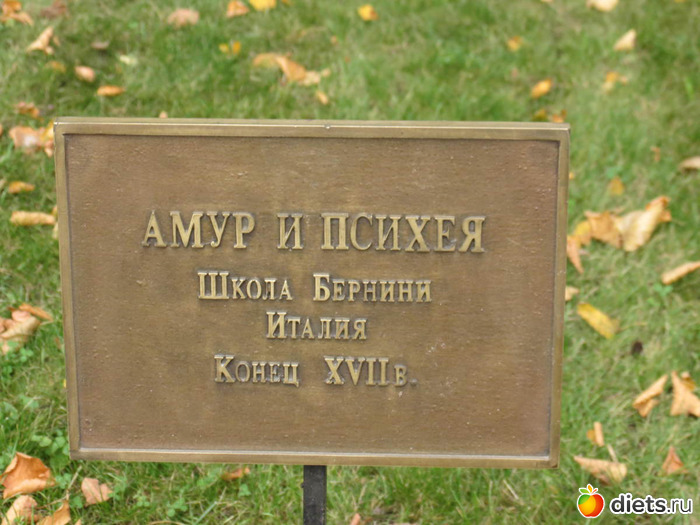 АМУР И ПСИХЕЯ
ШКОЛА БЕРНИНИ
ИТАЛИЯ
КОНЕЦ XVII В.
diets.ru